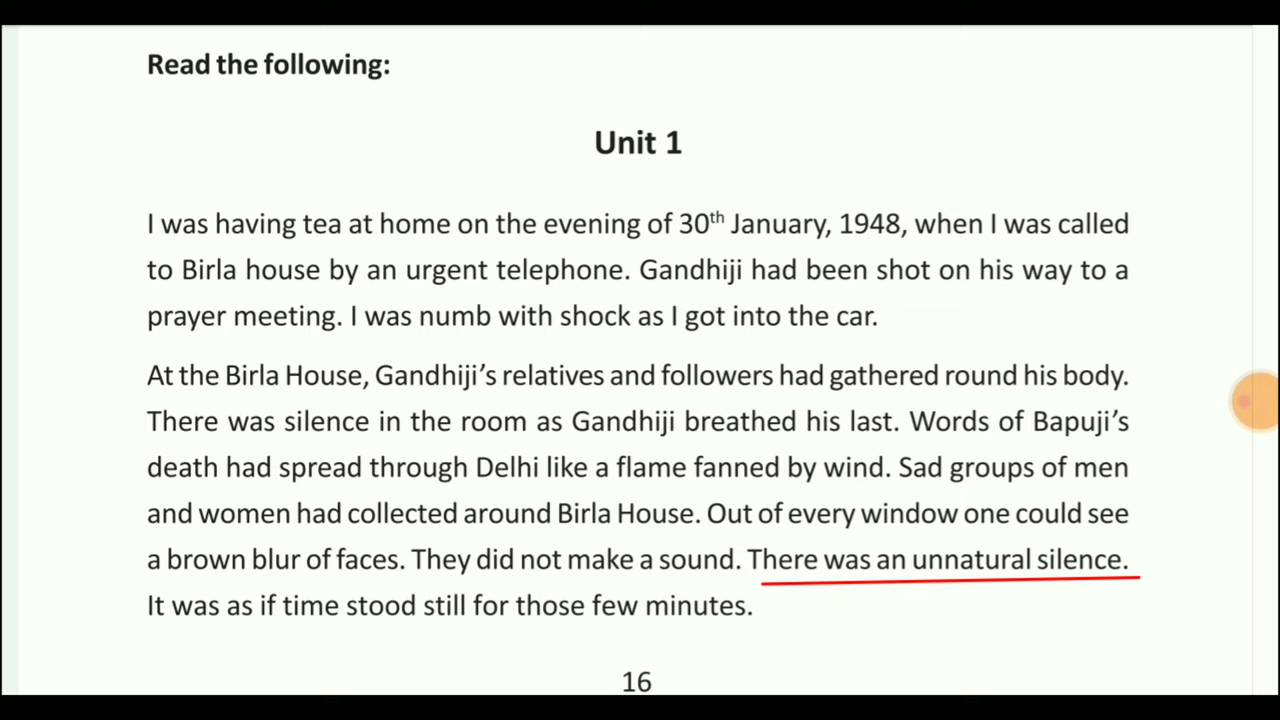 Read the following:
Unit 1
I was having tea at home on the evening of 30th January, 1948, when I was called
to Birla house by an urgent telephone. Gandhiji had been shot on his way to a
prayer meeting. I was numb with shock as I got into the car.
At the Birla House, Gandhiji’s relatives and followers had gathered round his body.
There was silence in the room as Gandhiji breathed his last. Words of Bapuji’s
death had spread through Delhi like a flame fanned by wind. Sad groups of men
and women had collected around Birla House. Out of every window one could see
a brown blur of faces. They did not make a sound. There was an unnatural silence.
It was as if time stood still for those few minutes.
16